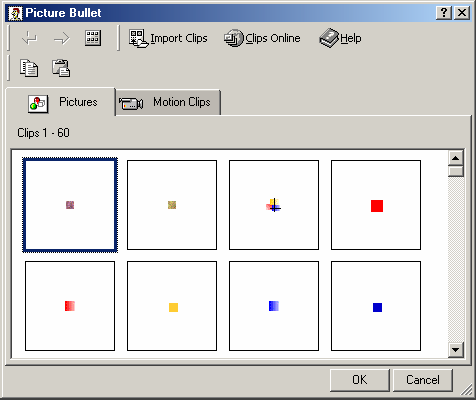 Picture Bullet
Import Clips Clips Online Help
Pictures Motion Clips
Clips 1 - 60
OK Cancel